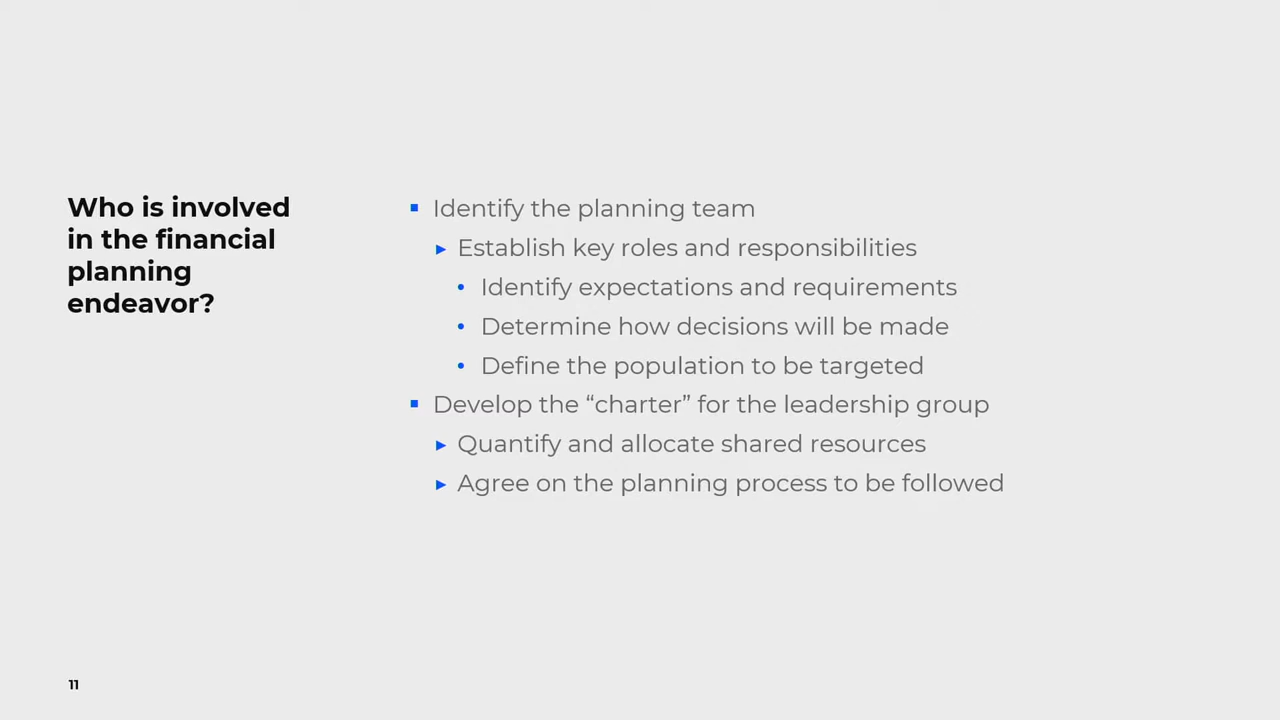 Who is involved
in the financial
planning
endeavor?
▪ Identify the planning team
▸ Establish key roles and responsibilities
• Identify expectations and requirements
• Determine how decisions will be made
• Define the population to be targeted
▪ Develop the “charter” for the leadership group
▸ Quantify and allocate shared resources
▸ Agree on the planning process to be followed
11